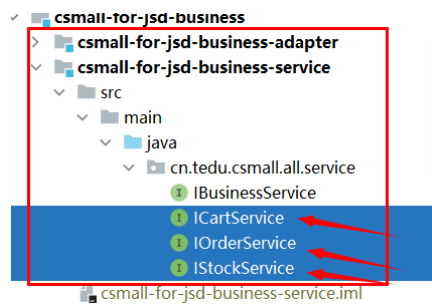 csmall-for-jsd-business
csmall-for-jsd-business-adapter
csmall-for-jsd-business-service
src
main
java
cn.tedu.csmall.all.service
I IBusinessService
I ICartService
I IOrderService
I IStockService
csmall-for-jsd-business-service.iml